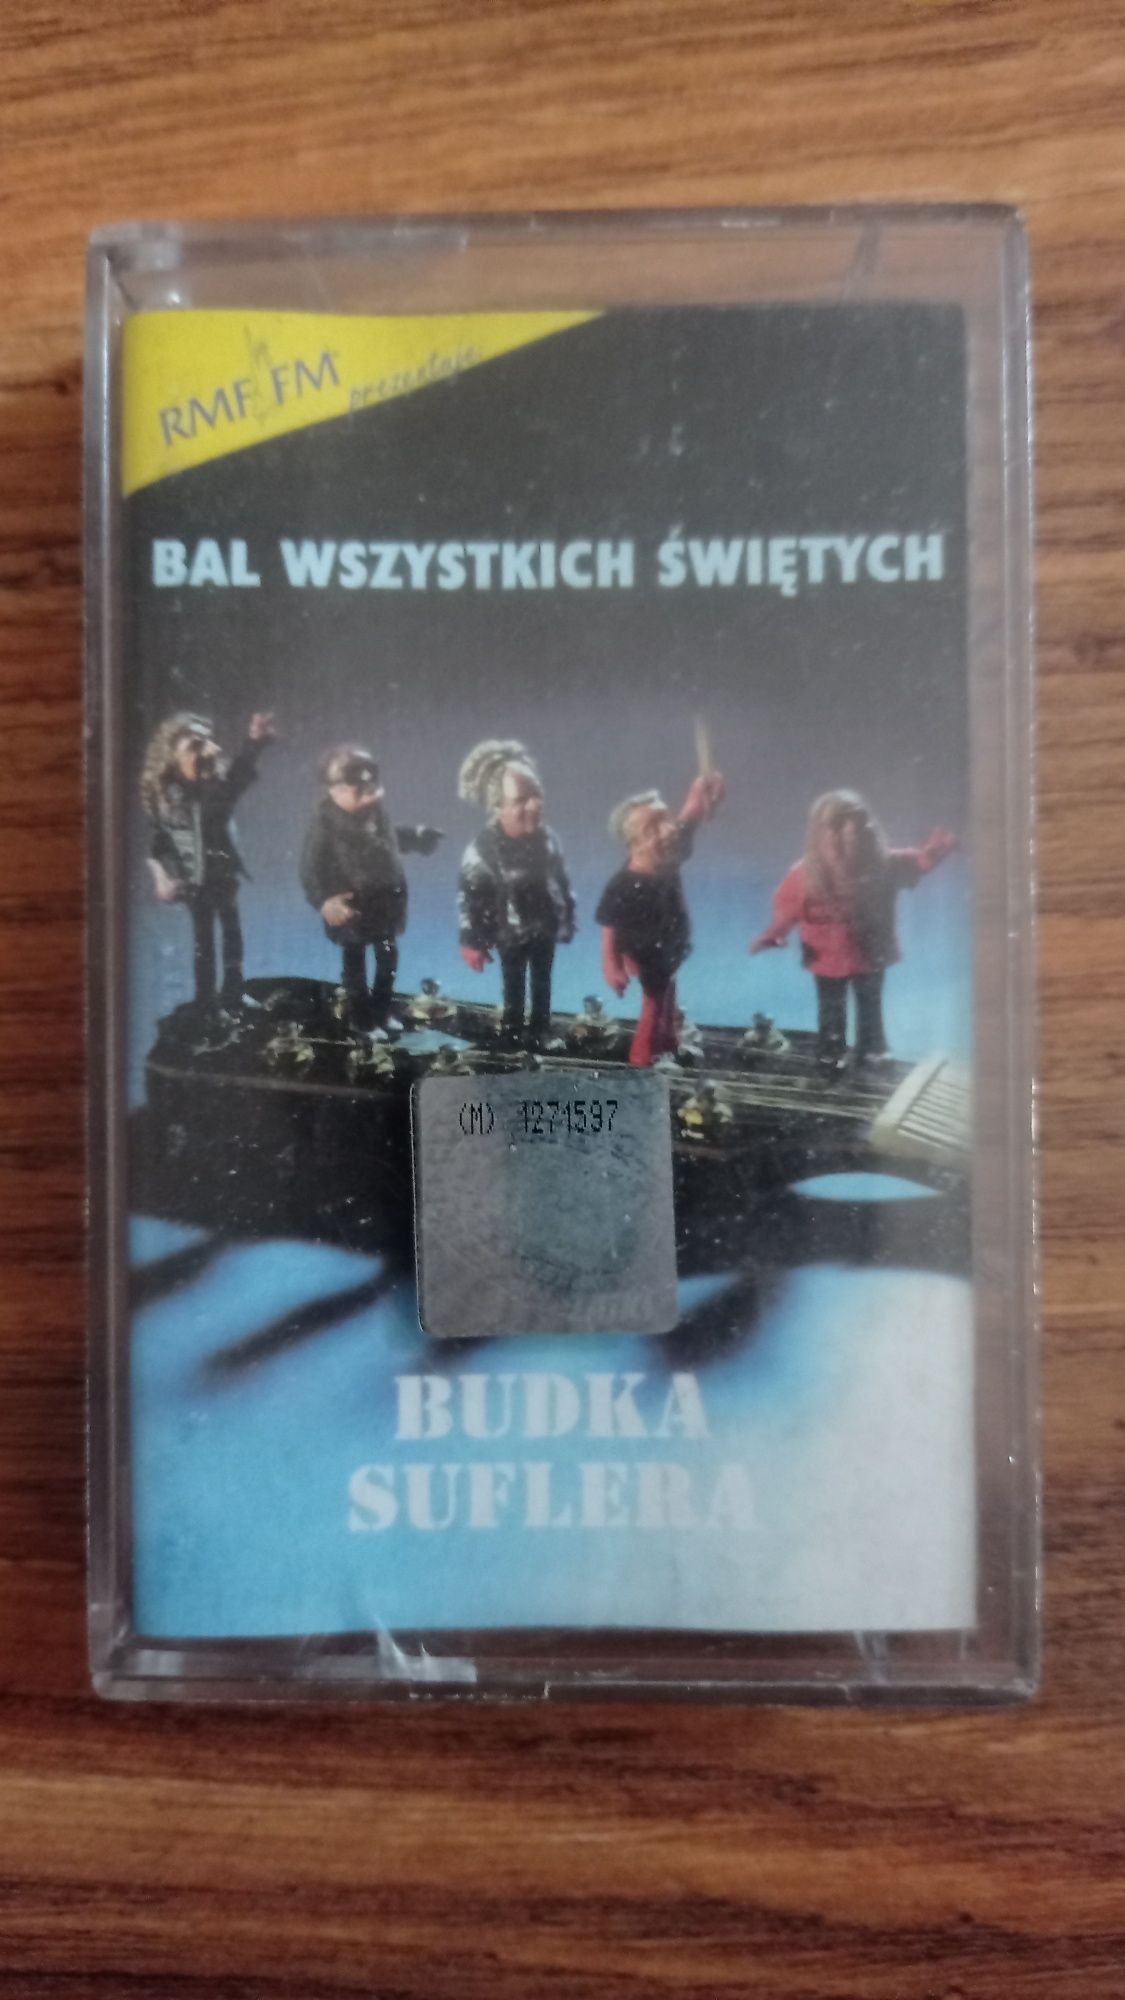 RMF FM prezentuje
BAL WSZYSTKICH ŚWIĘTYCH
(M) 1271597
BUDKA
SUFLERA